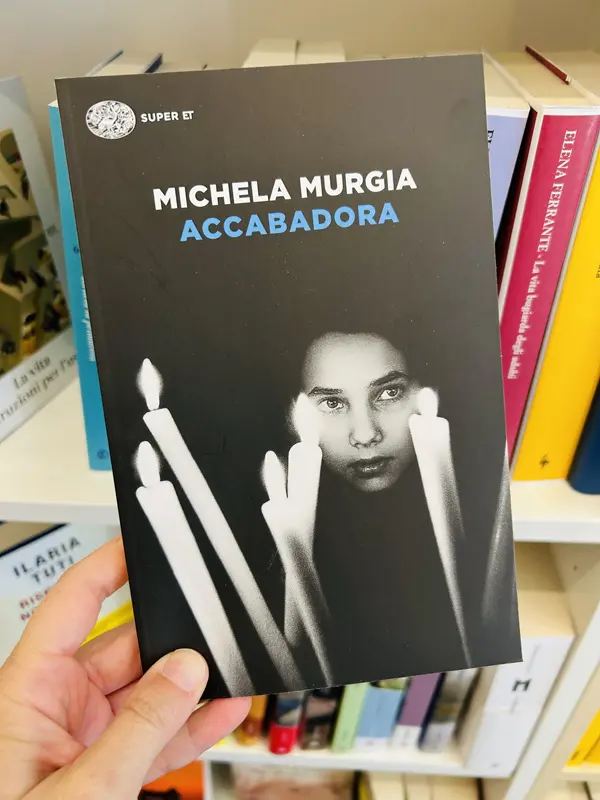 SUPER ET
MICHELA MURGIA
ACCABADORA
ELENA FERRANTE - La vita bugiarda degli adulti
La vita
ILARIA
TUTI
M